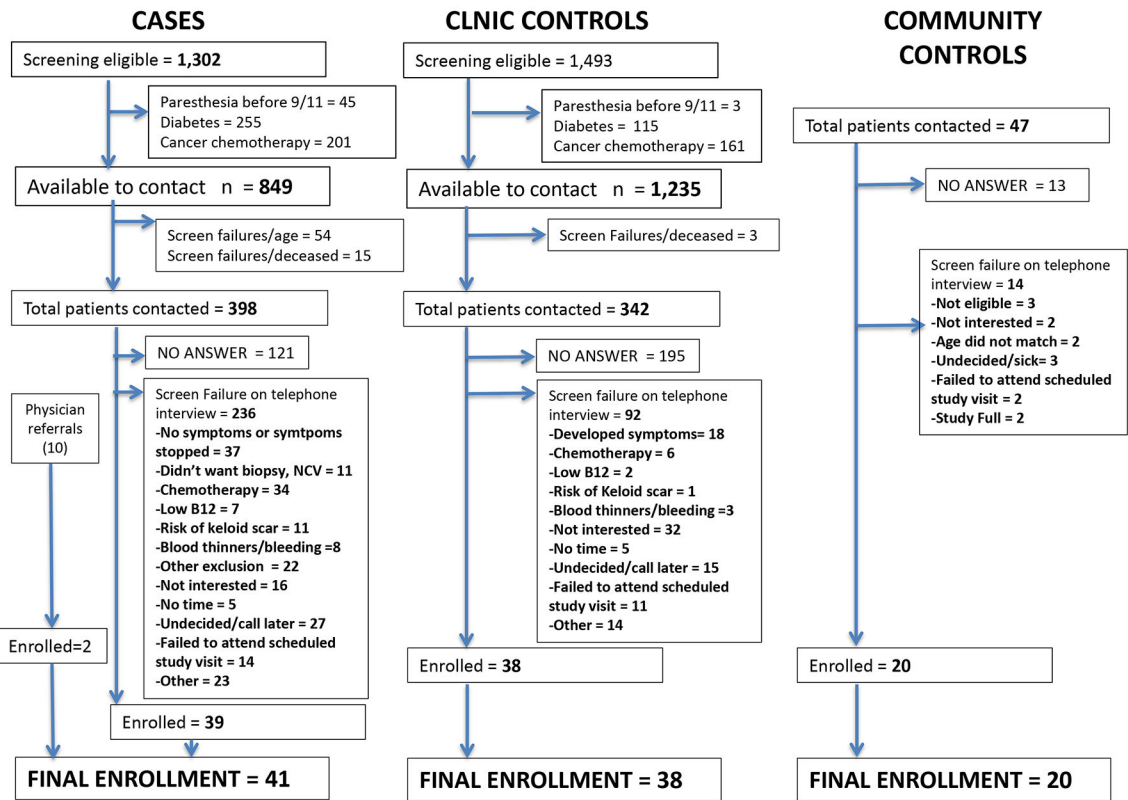 CASES
Screening eligible = 1,302
Paresthesia before 9/11 = 45
Diabetes = 255
Cancer chemotherapy = 201
Available to contact n = 849
Screen failures/age = 54
Screen failures/deceased = 15
Total patients contacted = 398
NO ANSWER = 121
Screen Failure on telephone
interview = 236
-No symptoms or symtpoms
stopped = 37
-Didn't want biopsy, NCV = 11
-Chemotherapy = 34
-Low B12 = 7
-Risk of keloid scar = 11
-Blood thinners/bleeding =8
-Other exclusion = 22
-Not interested = 16
-No time = 5
-Undecided/call later = 27
-Failed to attend scheduled
study visit = 14
-Other = 23
Physician
referrals
(10)
Enrolled=2
Enrolled = 39
FINAL ENROLLMENT = 41
CLNIC CONTROLS
Screening eligible = 1,493
Paresthesia before 9/11 = 3
Diabetes = 115
Cancer chemotherapy = 161
Available to contact n = 1,235
Screen Failures/deceased = 3
Total patients contacted = 342
NO ANSWER = 195
Screen failure on telephone
interview = 92
-Developed symptoms= 18
-Chemotherapy = 6
-Low B12 = 2
-Risk of Keloid scar = 1
-Blood thinners/bleeding =3
-Not interested = 32
-No time = 5
-Undecided/call later = 15
-Failed to attend scheduled
study visit = 11
-Other = 14
Enrolled = 38
FINAL ENROLLMENT = 38
COMMUNITY
CONTROLS
Total patients contacted = 47
NO ANSWER = 13
Screen failure on telephone
interview = 14
-Not eligible = 3
-Not interested = 2
-Age did not match = 2
-Undecided/sick= 3
-Failed to attend scheduled
study visit = 2
-Study Full = 2
Enrolled = 20
FINAL ENROLLMENT = 20